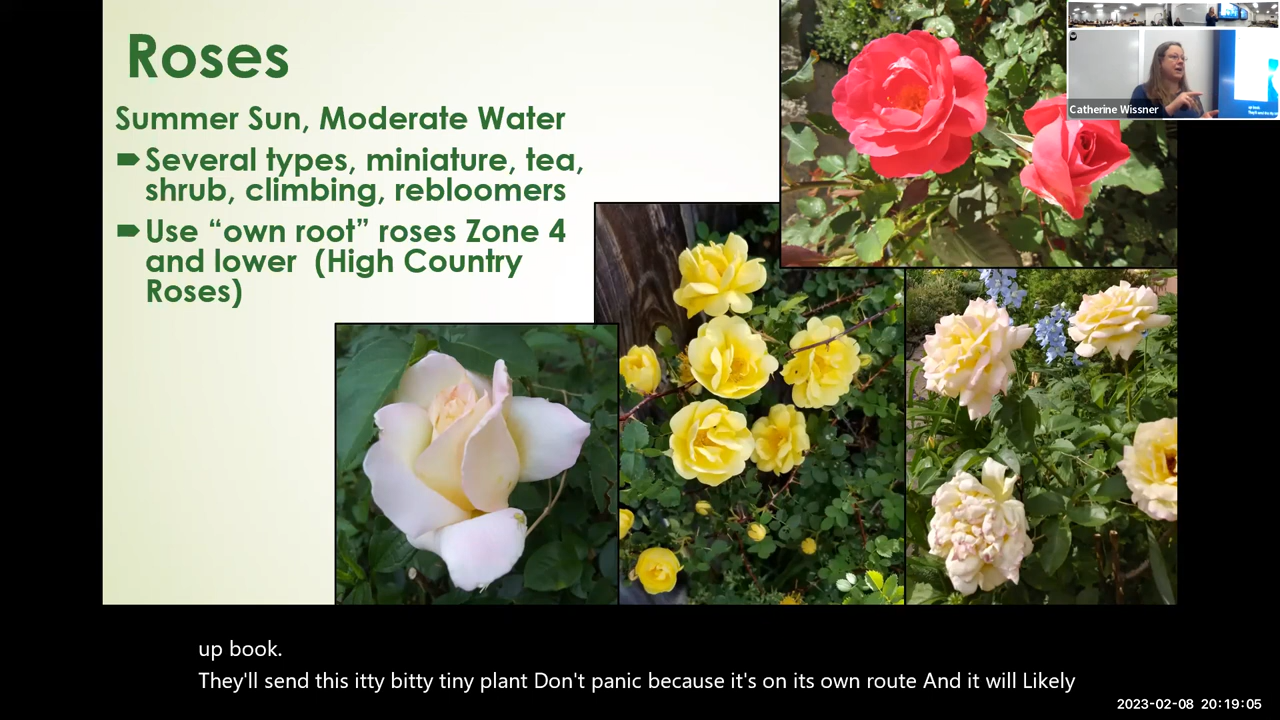 Roses
Summer Sun, Moderate Water
Several types, miniature, tea,
shrub, climbing, rebloomers
Use “own root” roses Zone 4
and lower (High Country
Roses)
Catherine Wissner
up book.
They'll send this itty bitty tiny plant Don't panic because it's on its own route And it will Likely
2023-02-08 20:19:05